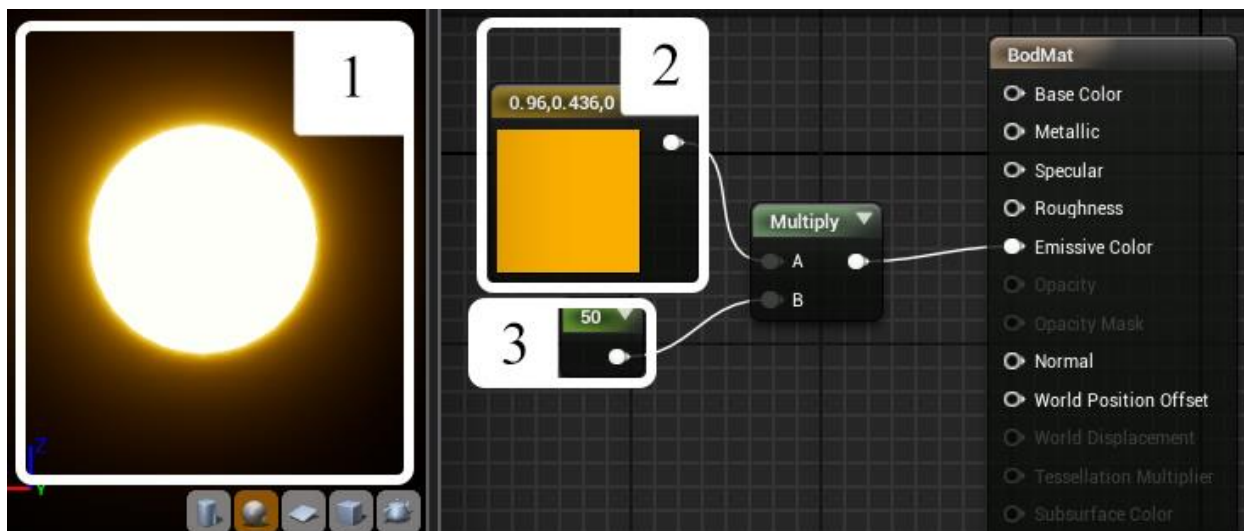 1
Z
Y
2
0.96,0.436,0
3
50
Multiply
A
B
BodMat
Base Color
Metallic
Specular
Roughness
Emissive Color
Opacity
Opacity Mask
Normal
World Position Offset
World Displacement
Tessellation Multiplier
Subsurface Color